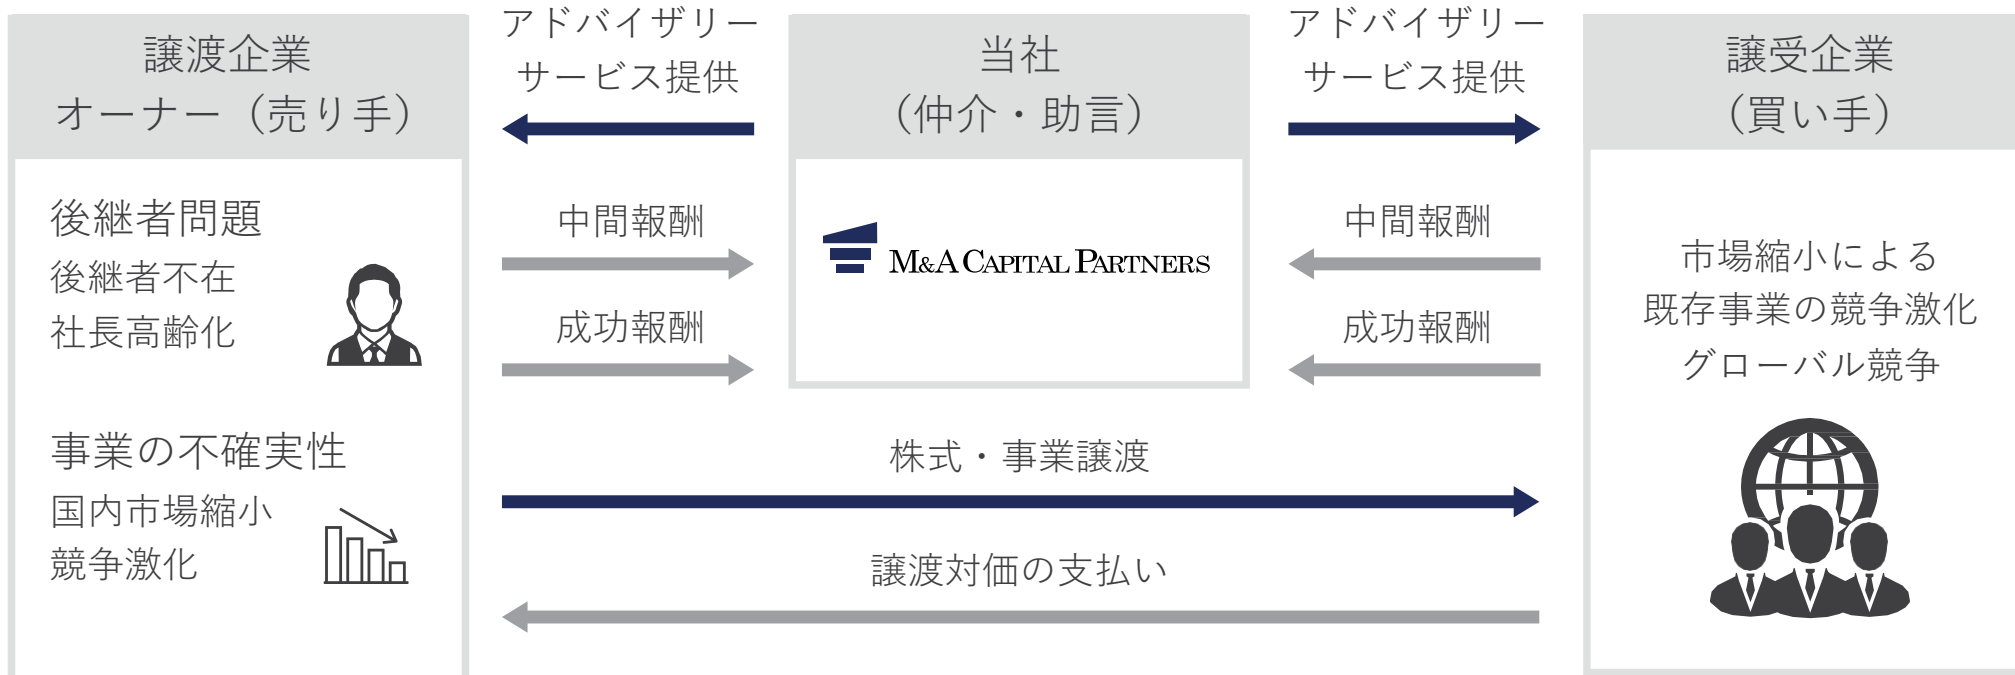 譲渡企業
オーナー（売り手）
後継者問題
後継者不在
社長高齢化
事業の不確実性
国内市場縮小
競争激化
アドバイザリー
サービス提供
中間報酬
成功報酬
当社
（仲介・助言）
M&A CAPITAL PARTNERS
アドバイザリー
サービス提供
中間報酬
成功報酬
株式・事業譲渡
譲渡対価の支払い
譲受企業
（買い手）
市場縮小による
既存事業の競争激化
グローバル競争